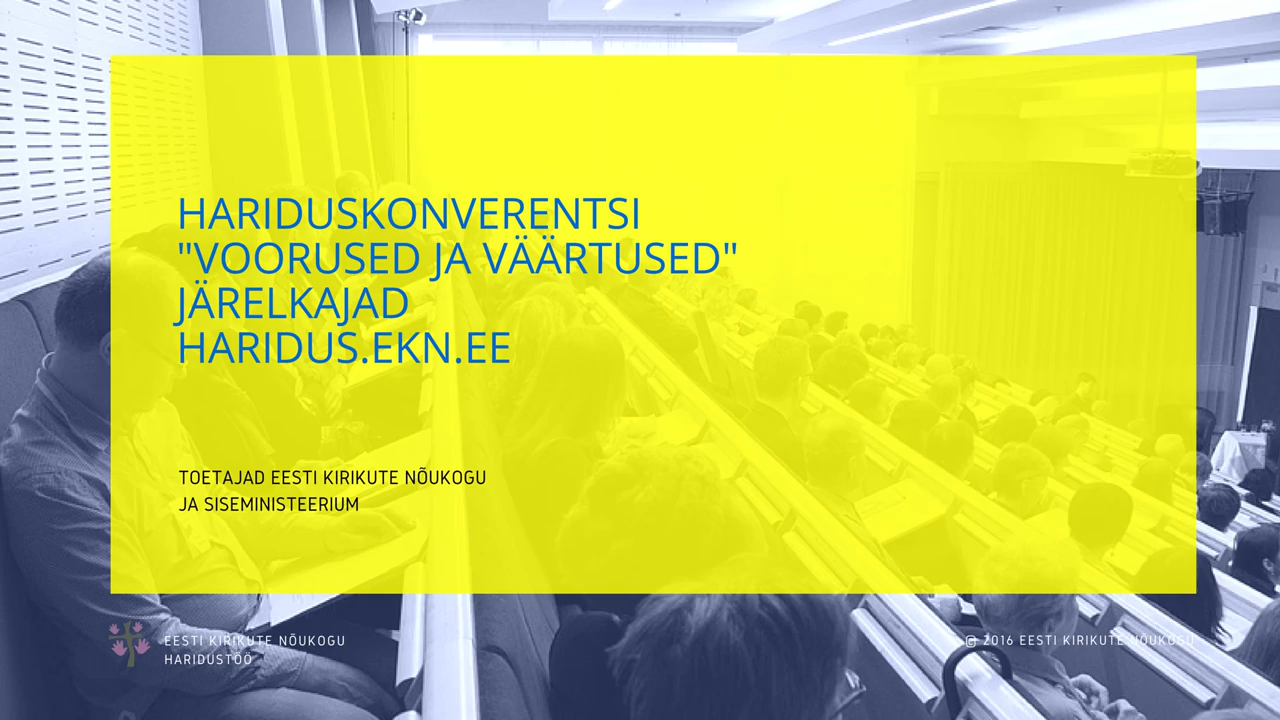 HARIDUSKONVERENTSI
"VOORUSED JA VÄÄRTUSED"
JÄRELKAJAD
HARIDUS.EKN.EE
TOETAJAD EESTI KIRIKUTE NÕUKOGU
JA SISEMINISTEERIUM
EESTI KIRIKUTE NÕUKOGU
HARIDUSTÖÖ
@ 2016 EESTI KIRIKUTE NÕUKOGU